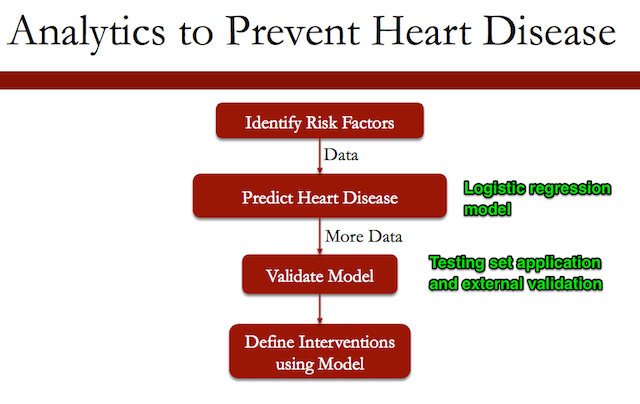 Analytics to Prevent Heart Disease
Identify Risk Factors
Data
Predict Heart Disease
Logistic regression
model
More Data
Validate Model
Testing set application
and external validation
Define Interventions
using Model